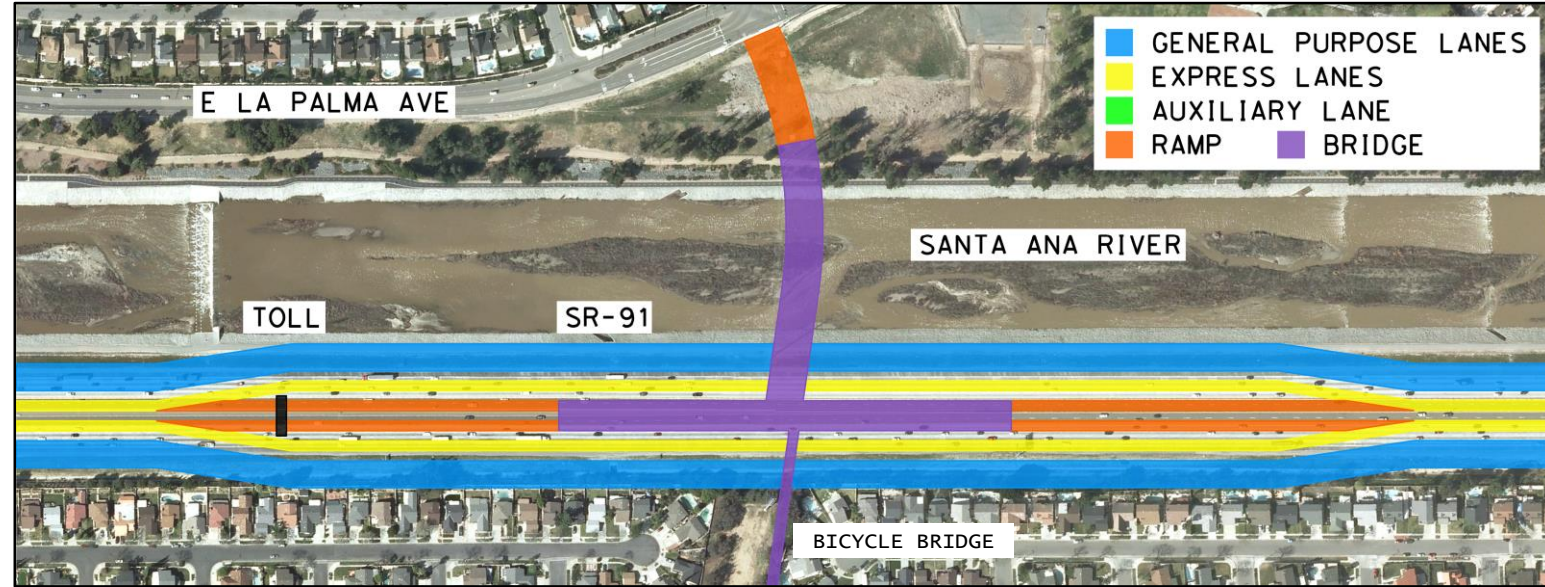 GENERAL PURPOSE LANES
EXPRESS LANES
AUXILIARY LANE
RAMP BRIDGE
E LA PALMA AVE
SANTA ANA RIVER
TOLL SR-91
BICYCLE BRIDGE